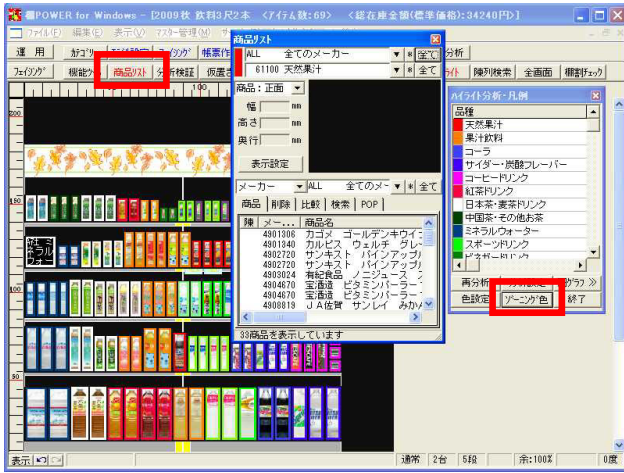 棚POWER for Windows - [2009秋 飲料3尺2本 <アイテム数:69> <総在庫金額(標準価格):34240円>]
ファイル(F) 編集(E) 表示(V) マスター管理(M)
運 用 カテゴリ 帳票作 分析
フェイシング 機能 商品リスト 分析検証 仮置き 陳列検索 全画面 棚割チェック
商品リスト
ALL 全てのメーカー ▼ * 全て
61100 天然果汁 ▼ * 全て
商品: 正面 ▼
幅 mm
高さ mm
奥行 mm
表示設定
メーカー ▼ ALL 全てのメー ▼ * 全て
商品 削除 比較 検索 POP
陳 メー... 商品名
4901306 カゴメ ゴールデンキウイ
4901340 カルピス ウェルチ グレー
4902720 サンキスト パインアップル
4902720 サンキスト パインアップル
4903024 有紀食品 ノニジュース
4904670 宝酒造 ビタミンパーラー
4904670 宝酒造 ビタミンパーラー
4908819 JA佐賀 サンレイ みかん
33商品を表示しています
ハイライト分析・凡例
品種
天然果汁
果汁飲料
コーラ
サイダー・炭酸フレーバー
コーヒードリンク
紅茶ドリンク
日本茶・麦茶ドリンク
中国茶・その他お茶
ミネラルウォーター
スポーツドリンク
再分析 グラフ ≫
色設定 ゾーニング色 終了
200
150
100
50
100
表示 通常 2台 5段 余:100% 0度